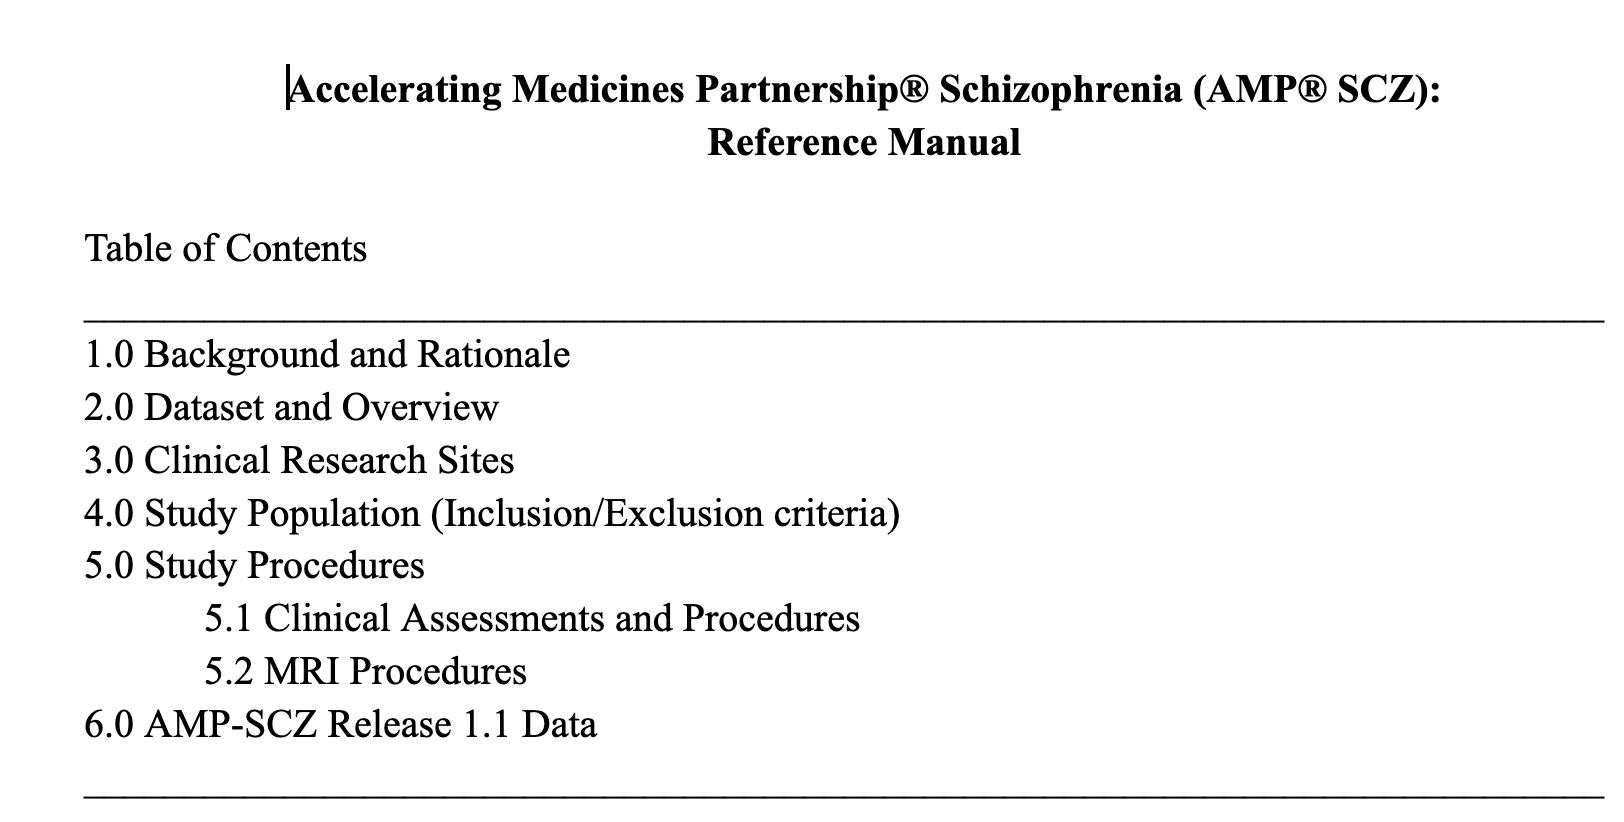 Accelerating Medicines Partnership® Schizophrenia (AMP® SCZ):
Reference Manual
Table of Contents
1.0 Background and Rationale
2.0 Dataset and Overview
3.0 Clinical Research Sites
4.0 Study Population (Inclusion/Exclusion criteria)
5.0 Study Procedures
5.1 Clinical Assessments and Procedures
5.2 MRI Procedures
6.0 AMP-SCZ Release 1.1 Data